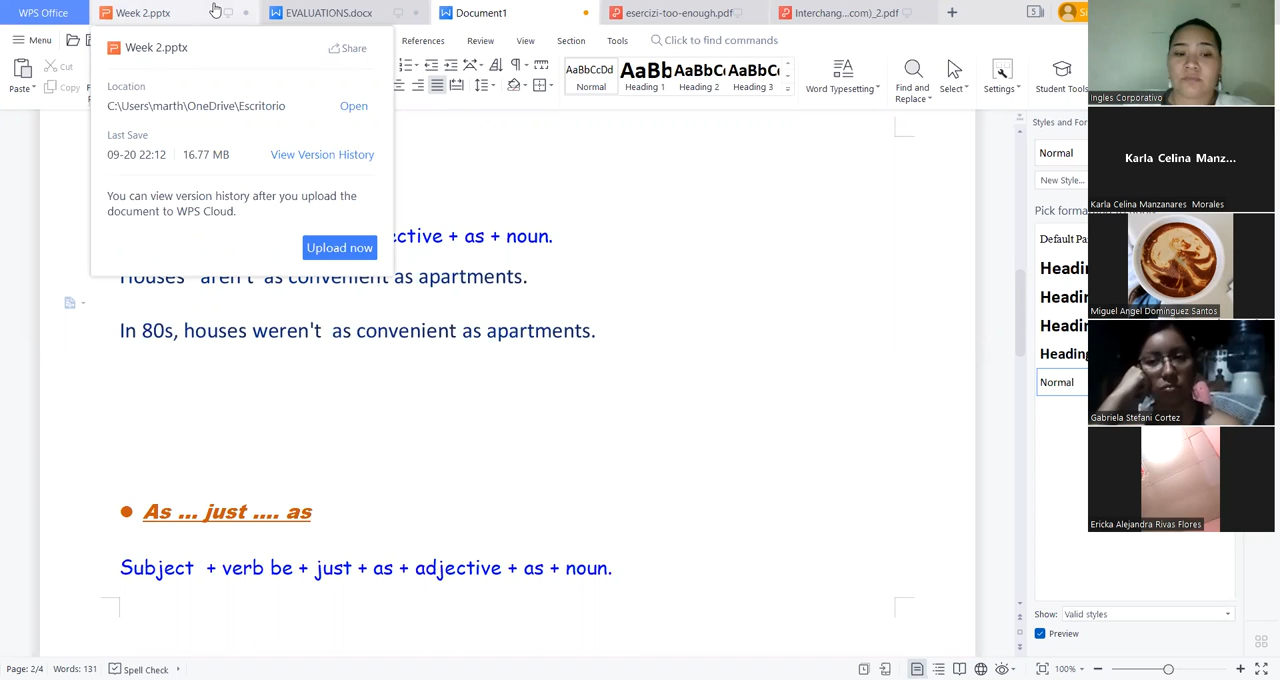 WPS Office
Week 2.pptx
EVALUATIONS.docx
Document1
esercizi-too-enough.pdf
Interchang...com)_2.pdf
Menu
References
Review
View
Section
Tools
Click to find commands
Paste
Cut
Copy
AaBbCcDd
Normal
AaBb
Heading 1
AaBbC
Heading 2
AaBbC
Heading 3
Word Typesetting
Find and
Replace
Select
Settings
Student Tools
Week 2.pptx
Share
Location
C:\Users\marth\OneDrive\Escritorio
Open
Last Save
09-20 22:12
16.77 MB
View Version History
You can view version history after you upload the
document to WPS Cloud.
Upload now
ective + as + noun.
Houses aren't as convenient as apartments.
In 80s, houses weren't as convenient as apartments.
As ... just .... as
Subject + verb be + just + as + adjective + as + noun.
Styles and For
Normal
New Style...
Pick forma
Default Pa
Headi
Headi
Headi
Heading
Normal
Show:
Valid styles
Preview
Ingles Corporativo
Karla Celina Manz...
Karla Celina Manzanares Morales
Miguel Angel Dominguez Santos
Gabriela Stefani Cortez
Ericka Alejandra Rivas Flores
Page: 2/4
Words: 131
Spell Check
100%